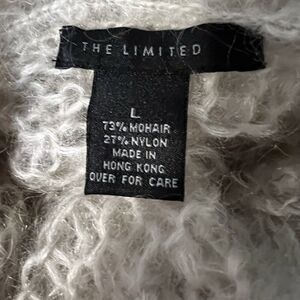 THE LIMITED
L
73% MOHAIR
27% NYLON
MADE IN
HONG KONG
OVER FOR CARE